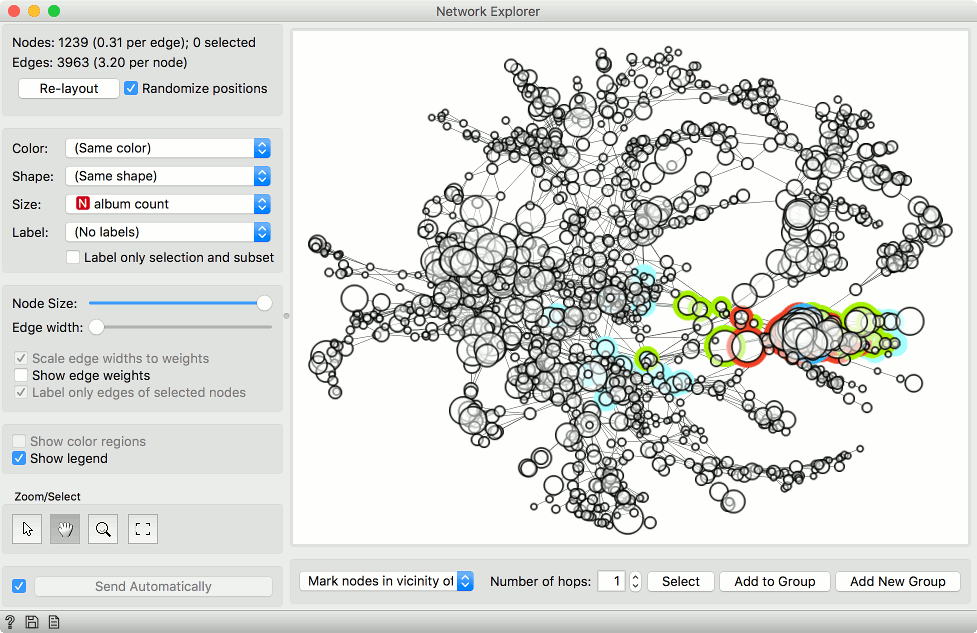 Network Explorer
Nodes: 1239 (0.31 per edge); 0 selected
Edges: 3963 (3.20 per node)
Re-layout
Randomize positions
Color: (Same color)
Shape: (Same shape)
Size: N album count
Label: (No labels)
Label only selection and subset
Node Size:
Edge width:
Scale edge widths to weights
Show edge weights
Label only edges of selected nodes
Show color regions
Show legend
Zoom/Select
Send Automatically
Mark nodes in vicinity of
Number of hops: 1
Select
Add to Group
Add New Group
?